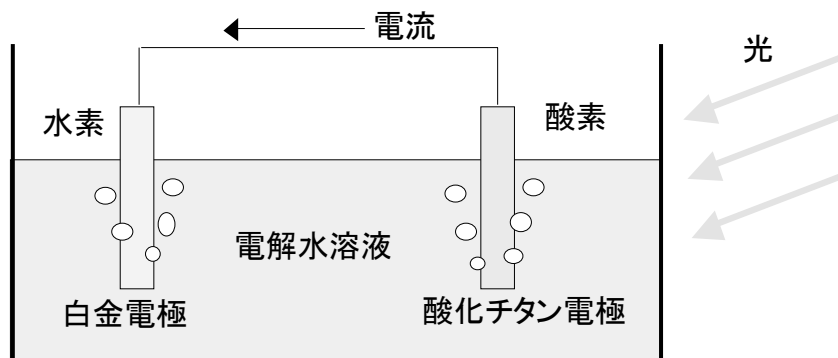 電流
光
水素
酸素
電解水溶液
白金電極
酸化チタン電極